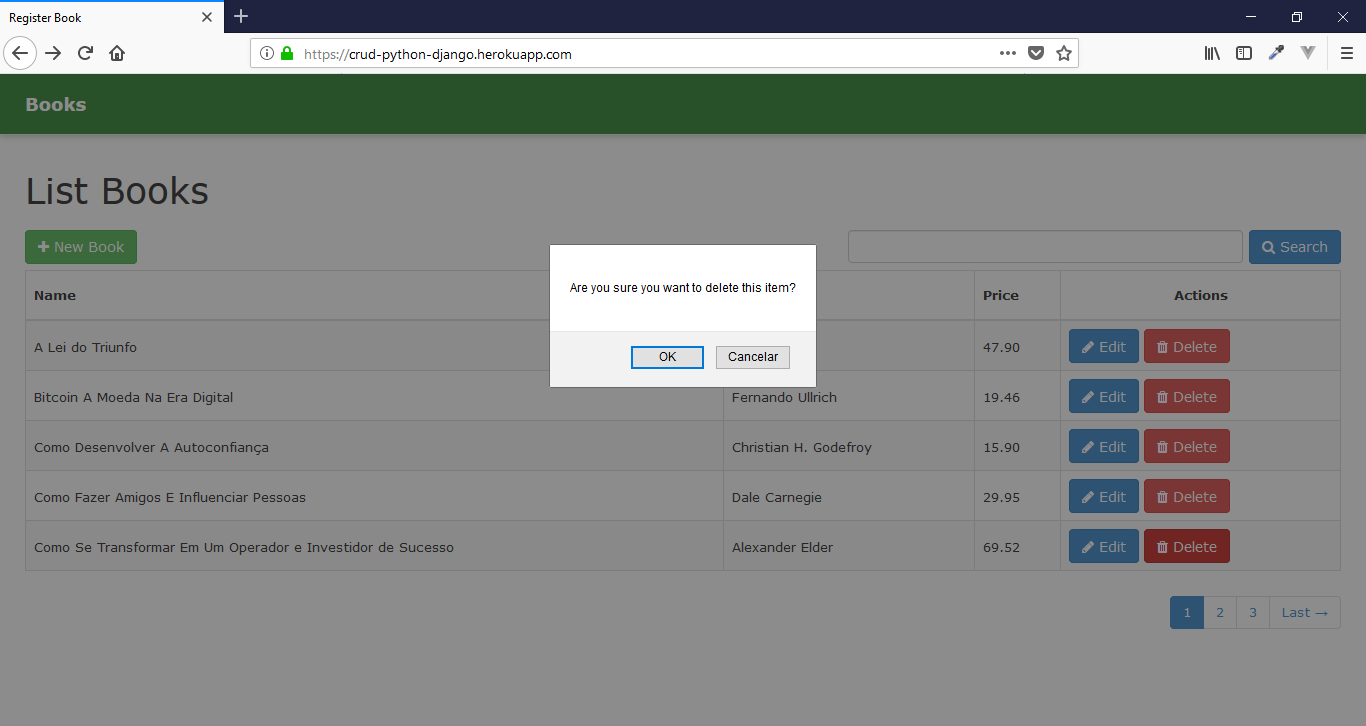 Register Book
https://crud-python-django.herokuapp.com
Books
List Books
New Book
Search
Name Price Actions
A Lei do Triunfo 47.90 Edit Delete
Bitcoin A Moeda Na Era Digital Fernando Ullrich 19.46 Edit Delete
Como Desenvolver A Autoconfiança Christian H. Godefroy 15.90 Edit Delete
Como Fazer Amigos E Influenciar Pessoas Dale Carnegie 29.95 Edit Delete
Como Se Transformar Em Um Operador e Investidor de Sucesso Alexander Elder 69.52 Edit Delete
1 2 3 Last →
Are you sure you want to delete this item?
OK Cancelar